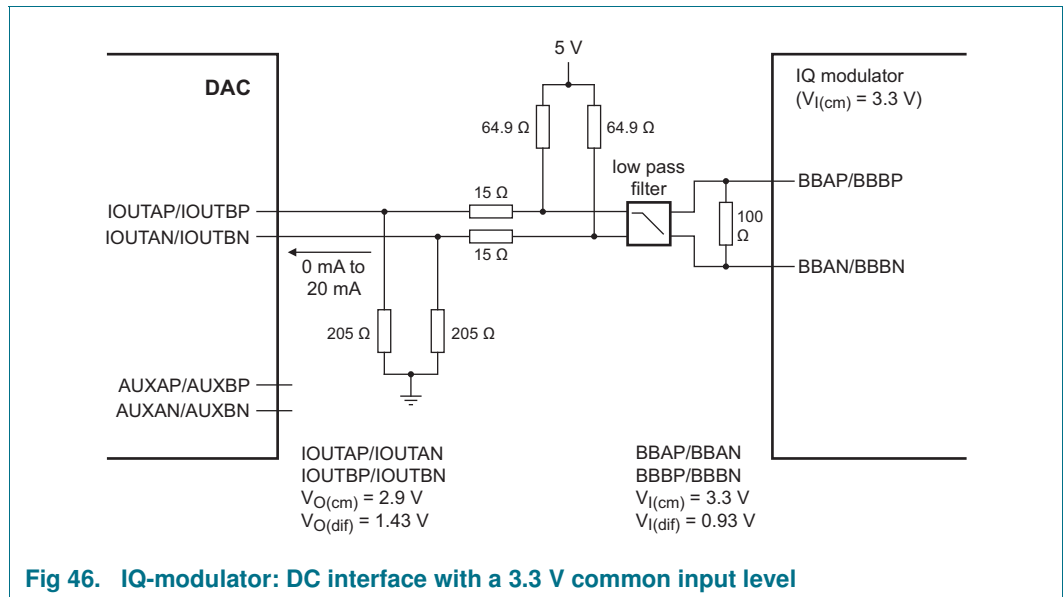 5 V
DAC
IQ modulator
(VI(cm) = 3.3 V)
64.9 Ω
64.9 Ω
low pass
filter
BBAP/BBBP
15 Ω
IOUTAP/IOUTBP
100
Ω
IOUTAN/IOUTBN
15 Ω
BBAN/BBBN
0 mA to
20 mA
205 Ω
205 Ω
AUXAP/AUXBP
AUXAN/AUXBN
IOUTAP/IOUTAN
IOUTBP/IOUTBN
VO(cm) = 2.9 V
VO(dif) = 1.43 V
BBAP/BBAN
BBBP/BBBN
VI(cm) = 3.3 V
VI(dif) = 0.93 V
Fig 46. IQ-modulator: DC interface with a 3.3 V common input level